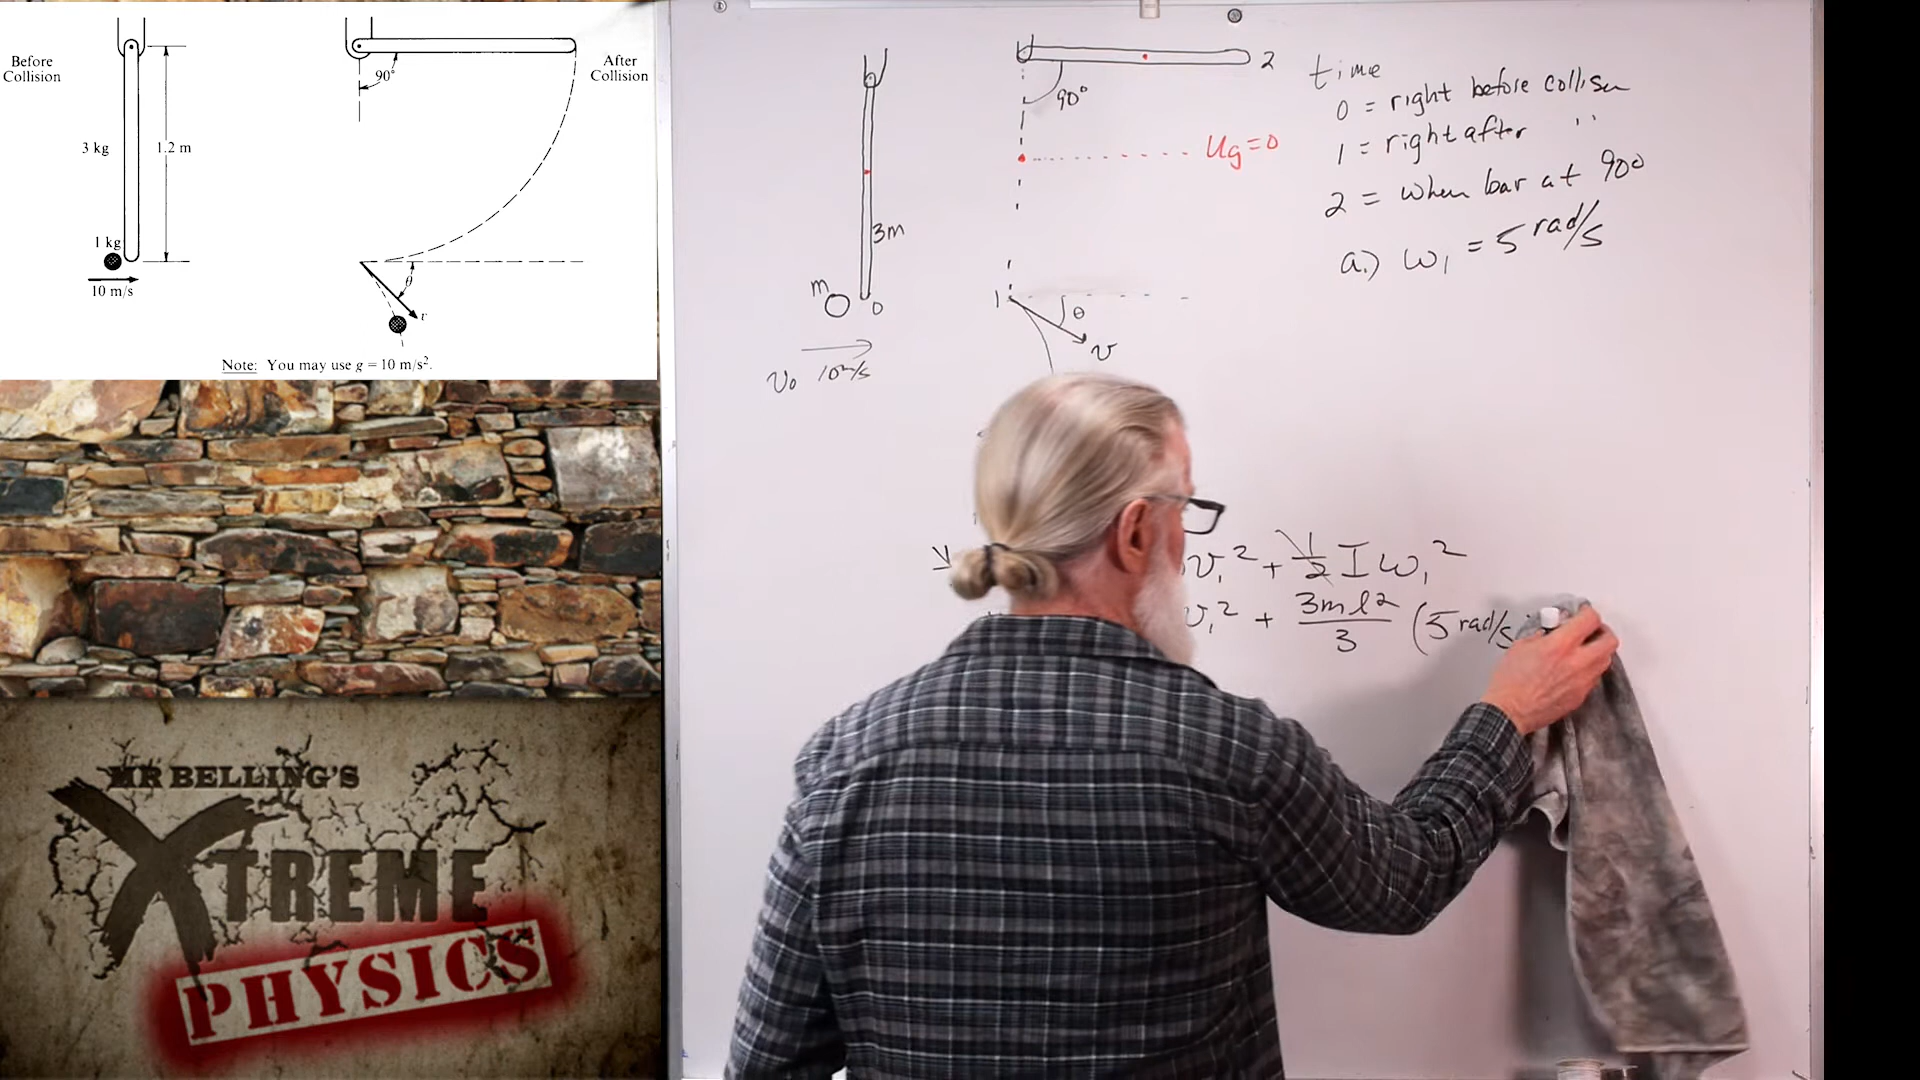 Before
Collision
After
Collision
90°
3 kg
1.2 m
1 kg
10 m/s
θ
v
Note: You may use g = 10 m/s².
MR BELLING'S
XTREME
PHYSICS
2
90°
Ug=0
3m
m
0
v₀ 10m/s
1
θ
v
time
0 = right before collisn
1 = right after ''
2 = when bar at 90°
a.) ω₁ = 5 rad/s
v₁² + 1/2 I ω₁²
v₁² + 3ml²/3 (5 rad/s